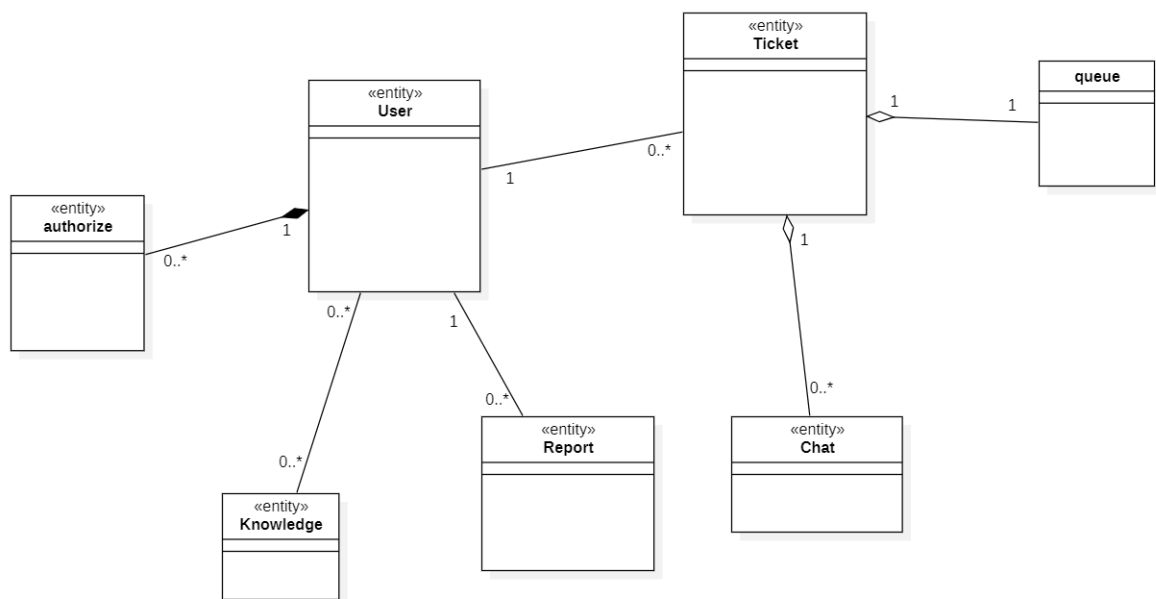 «entity»
Ticket
queue
1
1
«entity»
User
1
0..*
«entity»
authorize
1
0..*
1
0..*
1
0..*
0..*
0..*
«entity»
Report
«entity»
Chat
«entity»
Knowledge